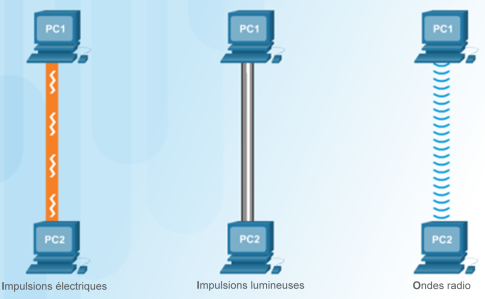 PC1 PC1 PC1
PC2 PC2 PC2
Impulsions électriques Impulsions lumineuses Ondes radio